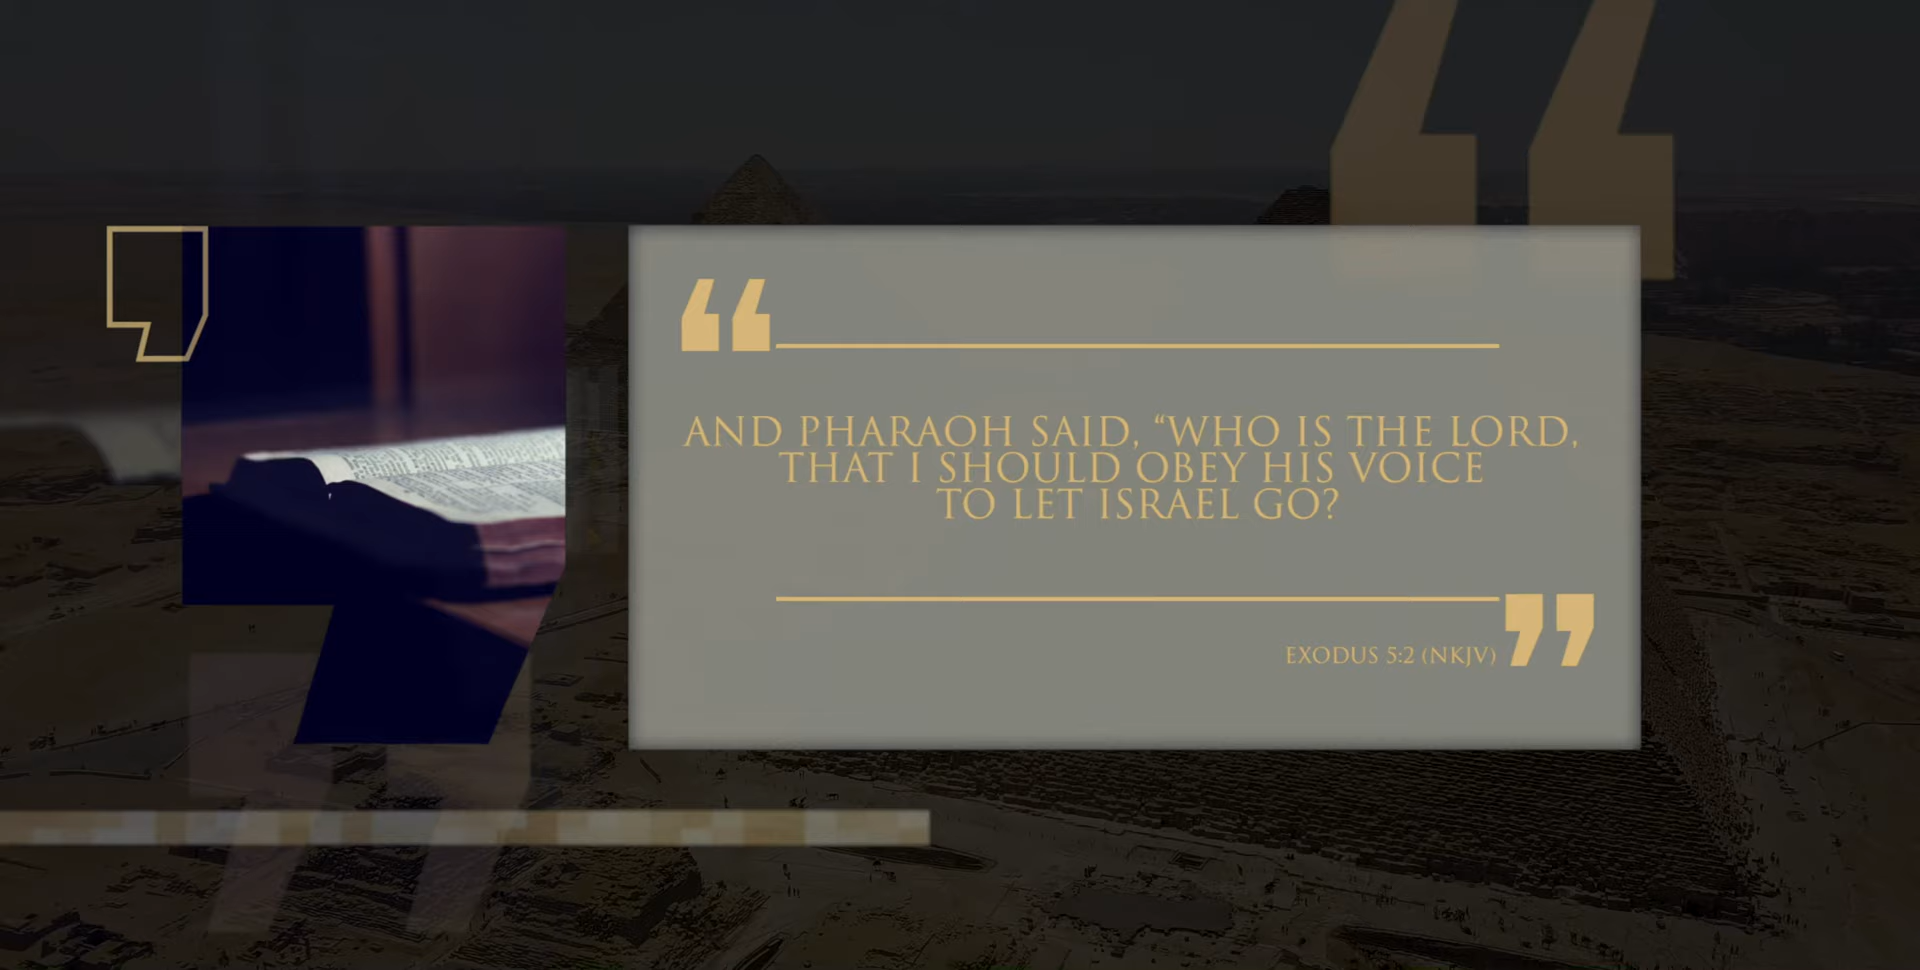 AND PHARAOH SAID, “WHO IS THE LORD,
THAT I SHOULD OBEY HIS VOICE
TO LET ISRAEL GO?
EXODUS 5:2 (NKJV)